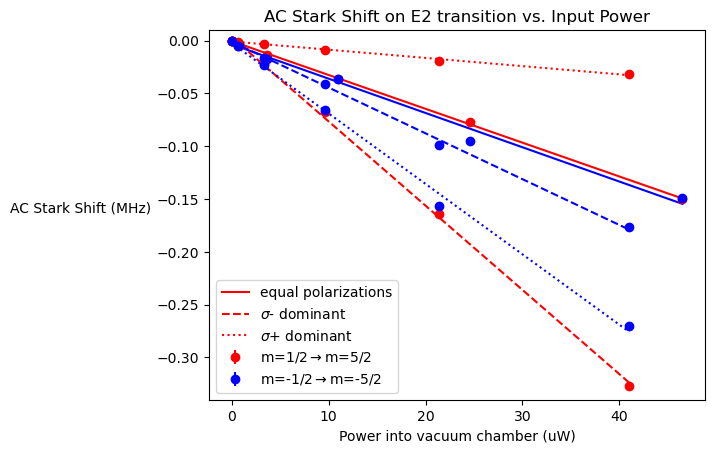 AC Stark Shift on E2 transition vs. Input Power
0.00
−0.05
−0.10
−0.15
AC Stark Shift (MHz)
−0.20
−0.25
−0.30
equal polarizations
σ- dominant
σ+ dominant
m=1/2→m=5/2
m=-1/2→m=-5/2
0 10 20 30 40
Power into vacuum chamber (uW)